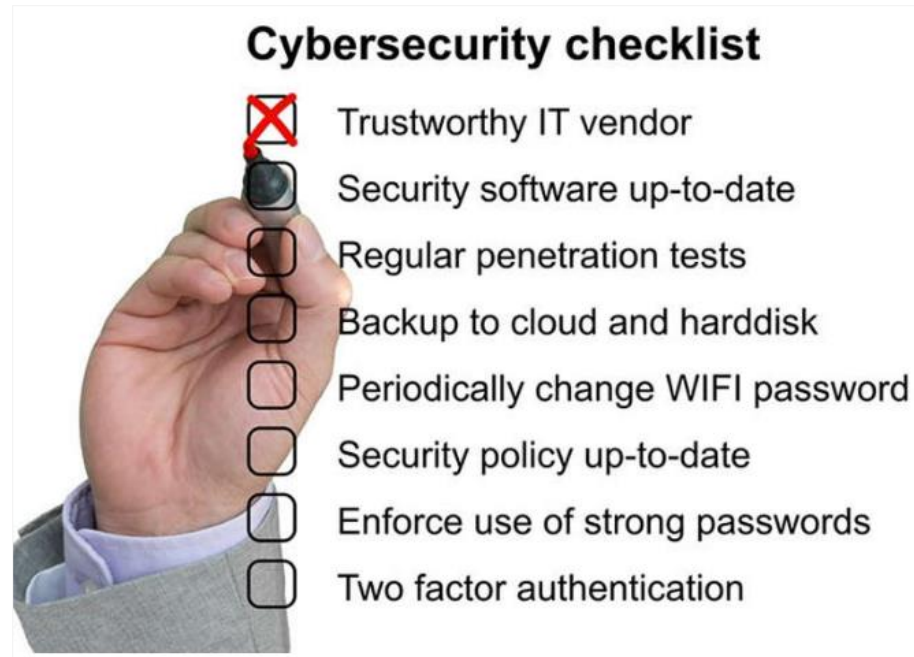 Cybersecurity checklist
Trustworthy IT vendor
Security software up-to-date
Regular penetration tests
Backup to cloud and harddisk
Periodically change WIFI password
Security policy up-to-date
Enforce use of strong passwords
Two factor authentication